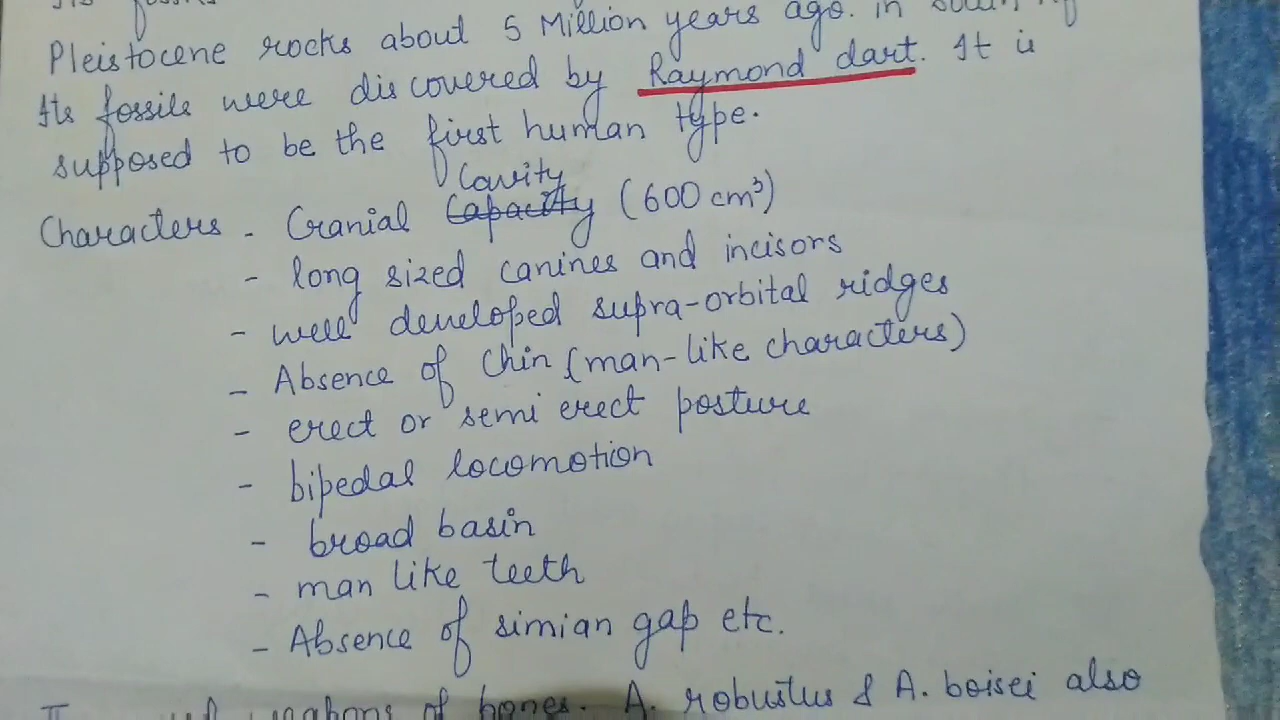 Pleistocene rocks about 5 Million years ago. in
Its fossils were discovered by Raymond dart. It is
supposed to be the first human type.
Cavity
Characters - Cranial Capacity (600 cm³)
- long sized canines and incisors
- well developed supra-orbital ridges
- Absence of Chin (man-like characters)
- erect or semi erect posture
- bipedal locomotion
- broad basin
- man like teeth
- Absence of simian gap etc.
of bones. A. robustus & A. boisei also